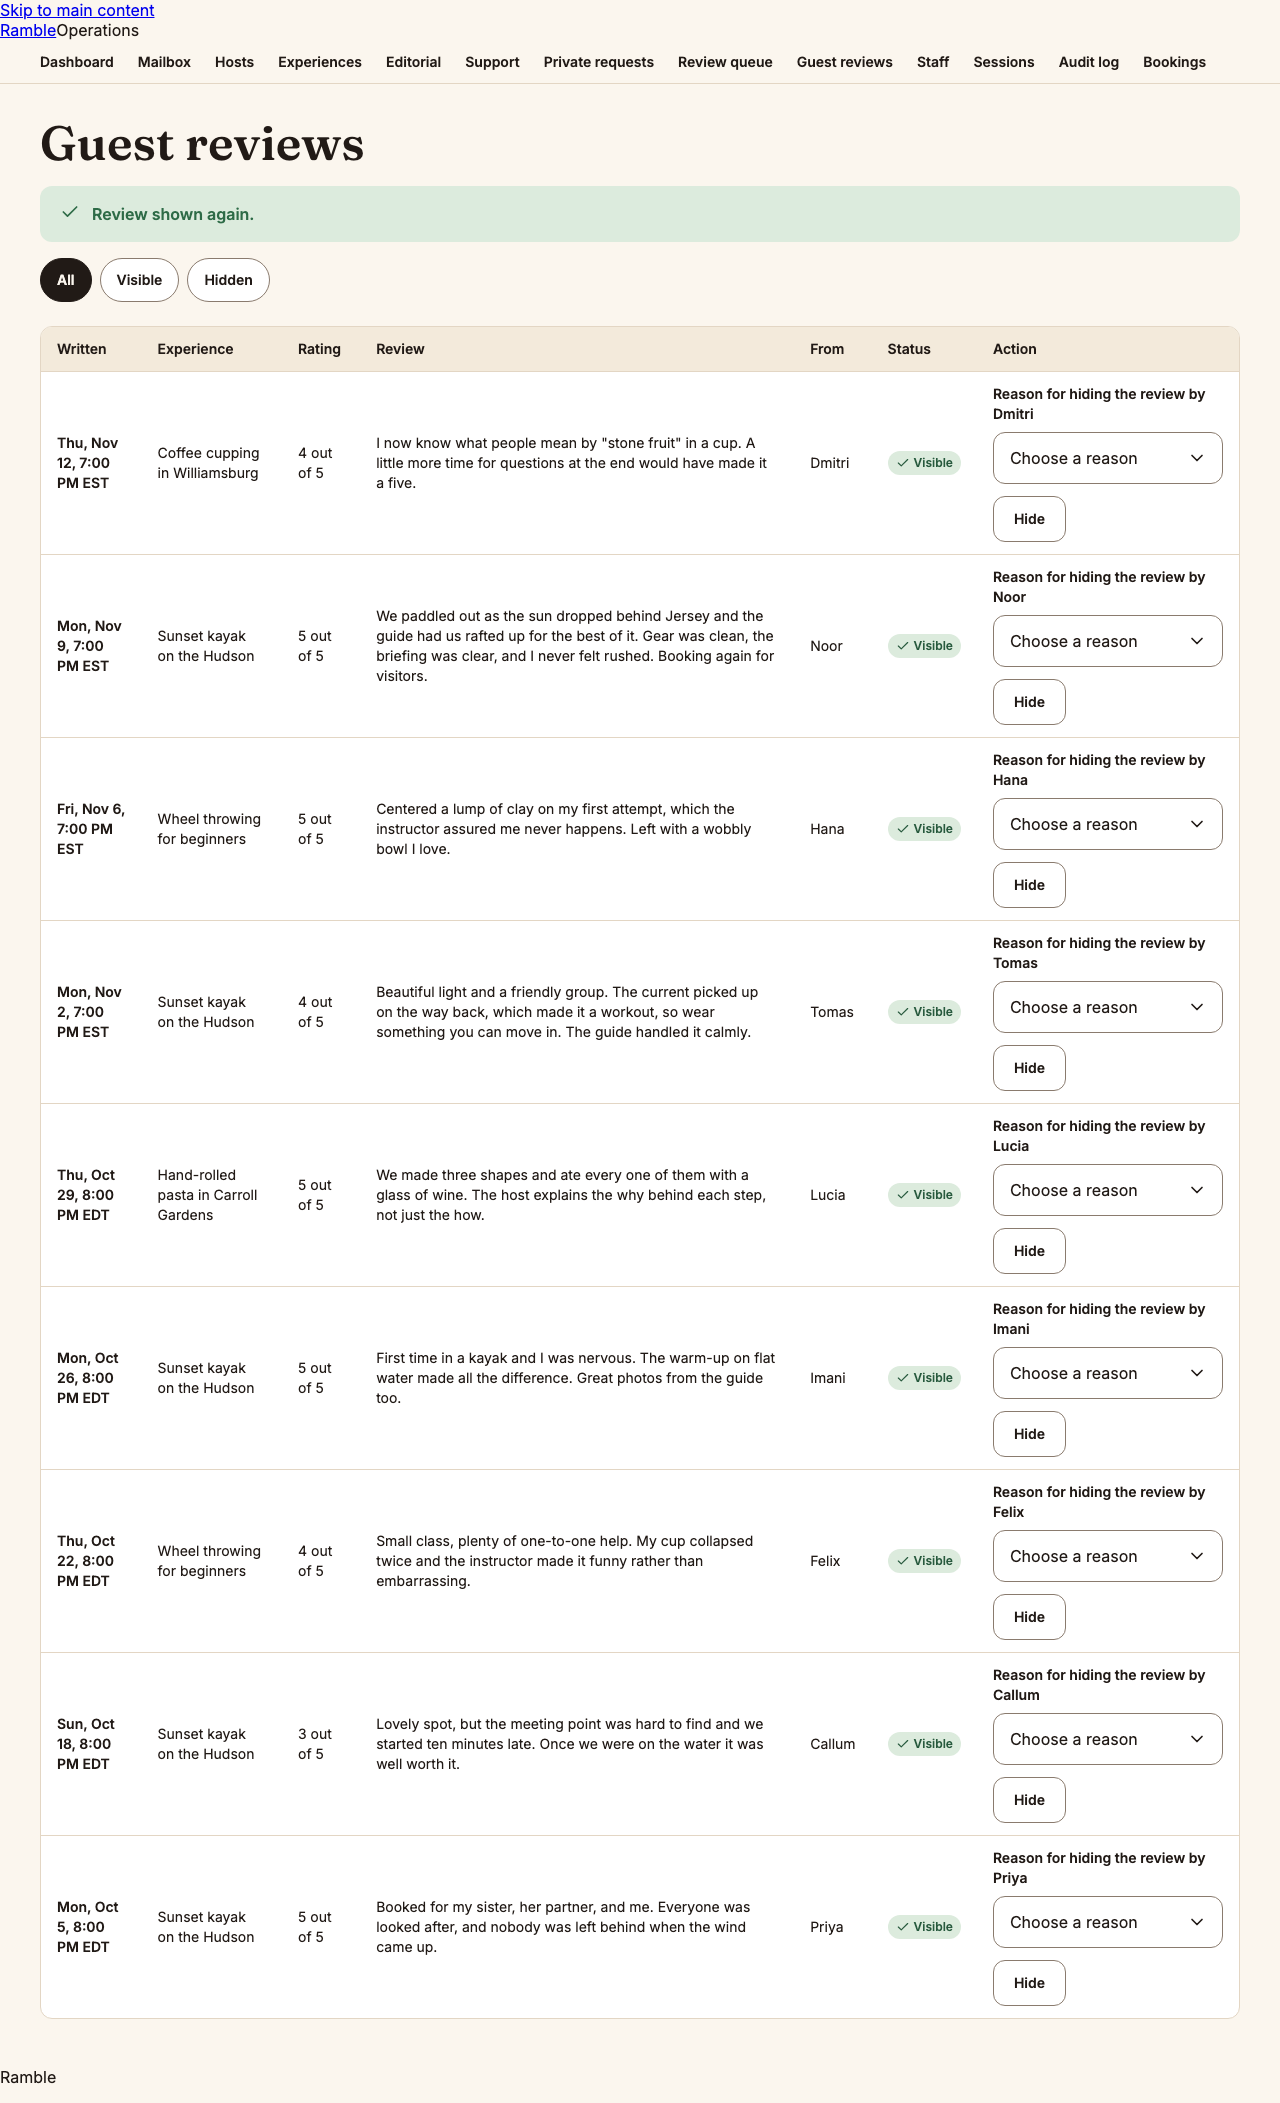 Skip to main content
RambleOperations
Dashboard Mailbox Hosts Experiences Editorial Support Private requests Review queue Guest reviews Staff Sessions Audit log Bookings
Guest reviews
Review shown again.
All Visible Hidden
Written Experience Rating Review From Status Action
Thu, Nov
12, 7:00
PM EST
Coffee cupping
in Williamsburg
4 out
of 5
I now know what people mean by "stone fruit" in a cup. A
little more time for questions at the end would have made it
a five.
Dmitri
Visible
Reason for hiding the review by
Dmitri
Choose a reason
Hide
Mon, Nov
9, 7:00
PM EST
Sunset kayak
on the Hudson
5 out
of 5
We paddled out as the sun dropped behind Jersey and the
guide had us rafted up for the best of it. Gear was clean, the
briefing was clear, and I never felt rushed. Booking again for
visitors.
Noor
Visible
Reason for hiding the review by
Noor
Choose a reason
Hide
Fri, Nov 6,
7:00 PM
EST
Wheel throwing
for beginners
5 out
of 5
Centered a lump of clay on my first attempt, which the
instructor assured me never happens. Left with a wobbly
bowl I love.
Hana
Visible
Reason for hiding the review by
Hana
Choose a reason
Hide
Mon, Nov
2, 7:00
PM EST
Sunset kayak
on the Hudson
4 out
of 5
Beautiful light and a friendly group. The current picked up
on the way back, which made it a workout, so wear
something you can move in. The guide handled it calmly.
Tomas
Visible
Reason for hiding the review by
Tomas
Choose a reason
Hide
Thu, Oct
29, 8:00
PM EDT
Hand-rolled
pasta in Carroll
Gardens
5 out
of 5
We made three shapes and ate every one of them with a
glass of wine. The host explains the why behind each step,
not just the how.
Lucia
Visible
Reason for hiding the review by
Lucia
Choose a reason
Hide
Mon, Oct
26, 8:00
PM EDT
Sunset kayak
on the Hudson
5 out
of 5
First time in a kayak and I was nervous. The warm-up on flat
water made all the difference. Great photos from the guide
too.
Imani
Visible
Reason for hiding the review by
Imani
Choose a reason
Hide
Thu, Oct
22, 8:00
PM EDT
Wheel throwing
for beginners
4 out
of 5
Small class, plenty of one-to-one help. My cup collapsed
twice and the instructor made it funny rather than
embarrassing.
Felix
Visible
Reason for hiding the review by
Felix
Choose a reason
Hide
Sun, Oct
18, 8:00
PM EDT
Sunset kayak
on the Hudson
3 out
of 5
Lovely spot, but the meeting point was hard to find and we
started ten minutes late. Once we were on the water it was
well worth it.
Callum
Visible
Reason for hiding the review by
Callum
Choose a reason
Hide
Mon, Oct
5, 8:00
PM EDT
Sunset kayak
on the Hudson
5 out
of 5
Booked for my sister, her partner, and me. Everyone was
looked after, and nobody was left behind when the wind
came up.
Priya
Visible
Reason for hiding the review by
Priya
Choose a reason
Hide
Ramble